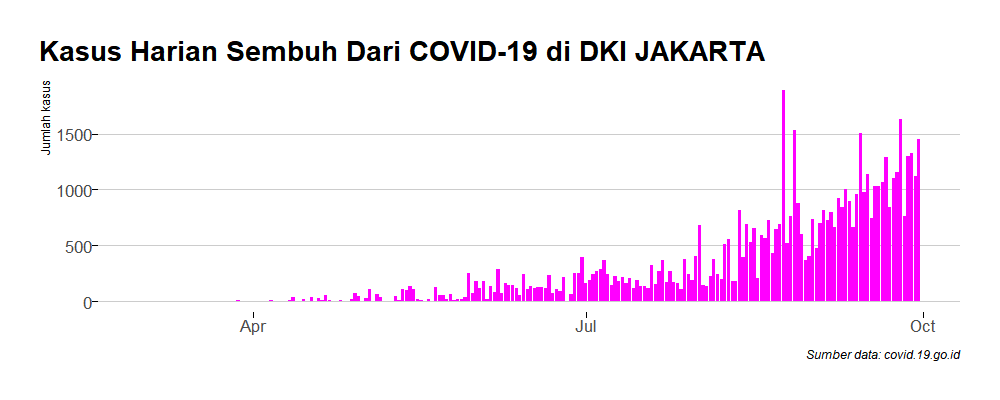 Kasus Harian Sembuh Dari COVID-19 di DKI JAKARTA
Jumlah kasus
1500
1000
500
0
Apr
Jul
Oct
Sumber data: covid.19.go.id